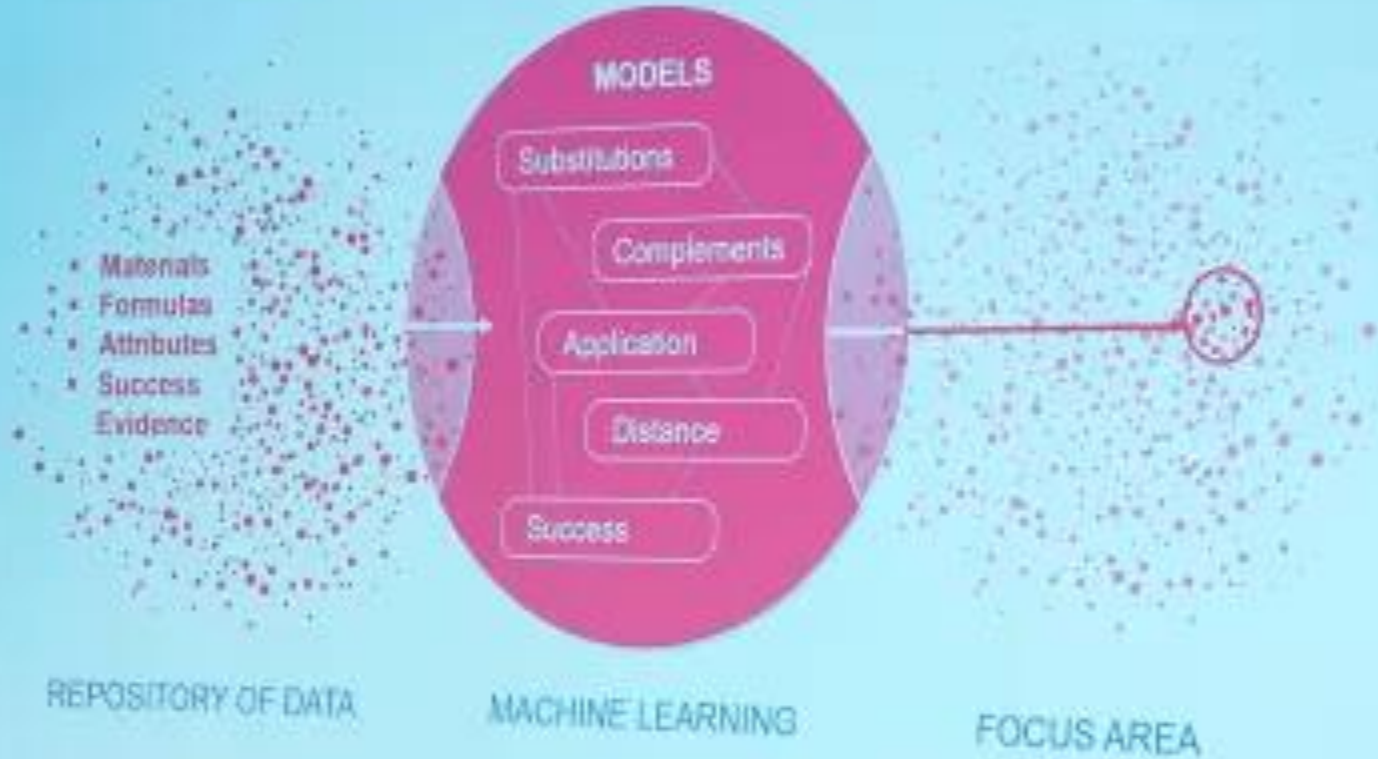 MODELS
Substitutions
Complements
Application
Distance
Success
• Materials
• Formulas
• Attributes
• Success
Evidence
REPOSITORY OF DATA
MACHINE LEARNING
FOCUS AREA